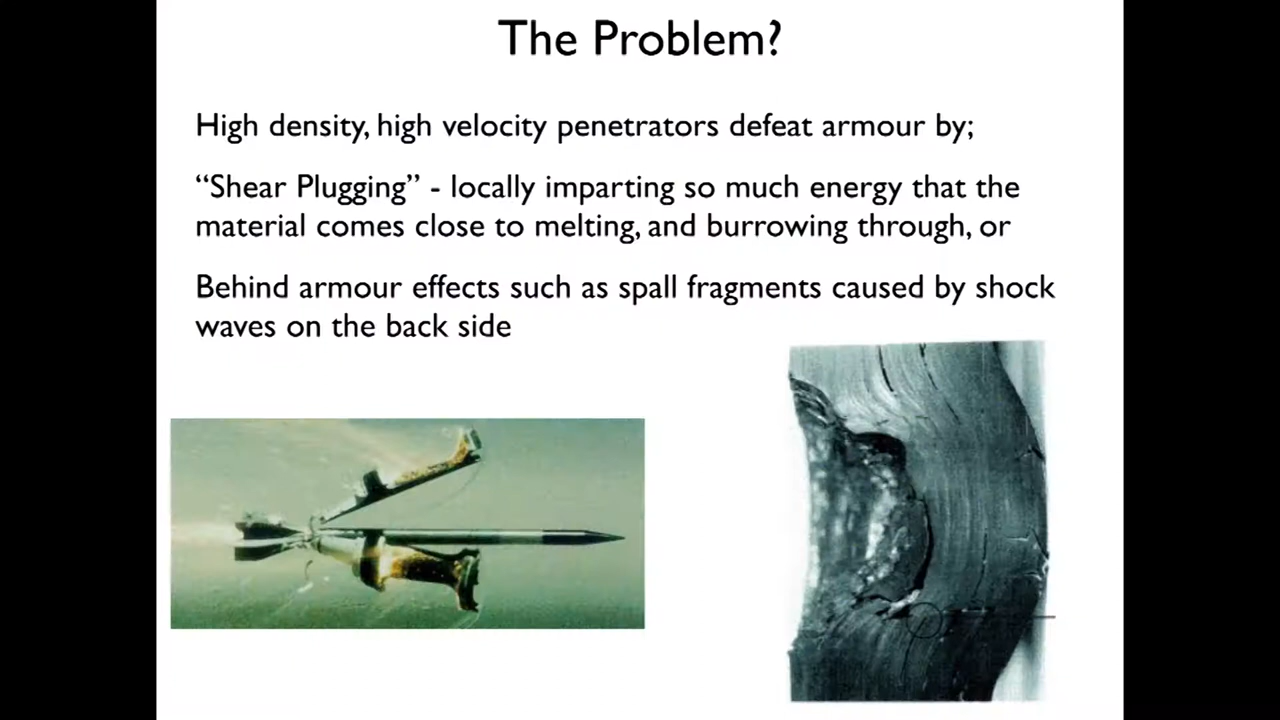 The Problem?
High density, high velocity penetrators defeat armour by;
“Shear Plugging” - locally imparting so much energy that the
material comes close to melting, and burrowing through, or
Behind armour effects such as spall fragments caused by shock
waves on the back side